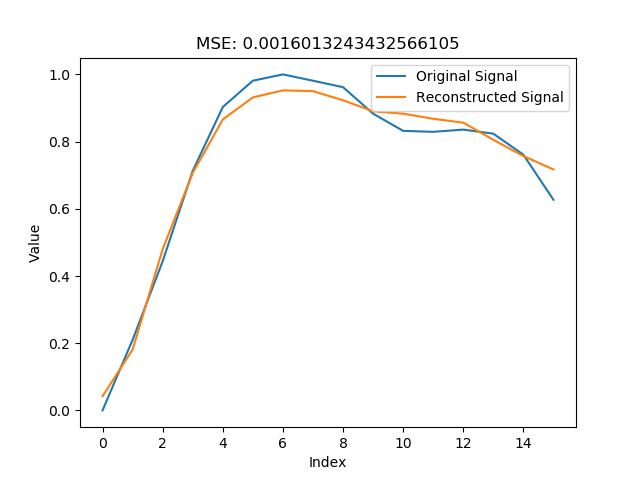 MSE: 0.0016013243432566105
Original Signal
Reconstructed Signal
1.0
0.8
0.6
0.4
0.2
0.0
Value
0 2 4 6 8 10 12 14
Index